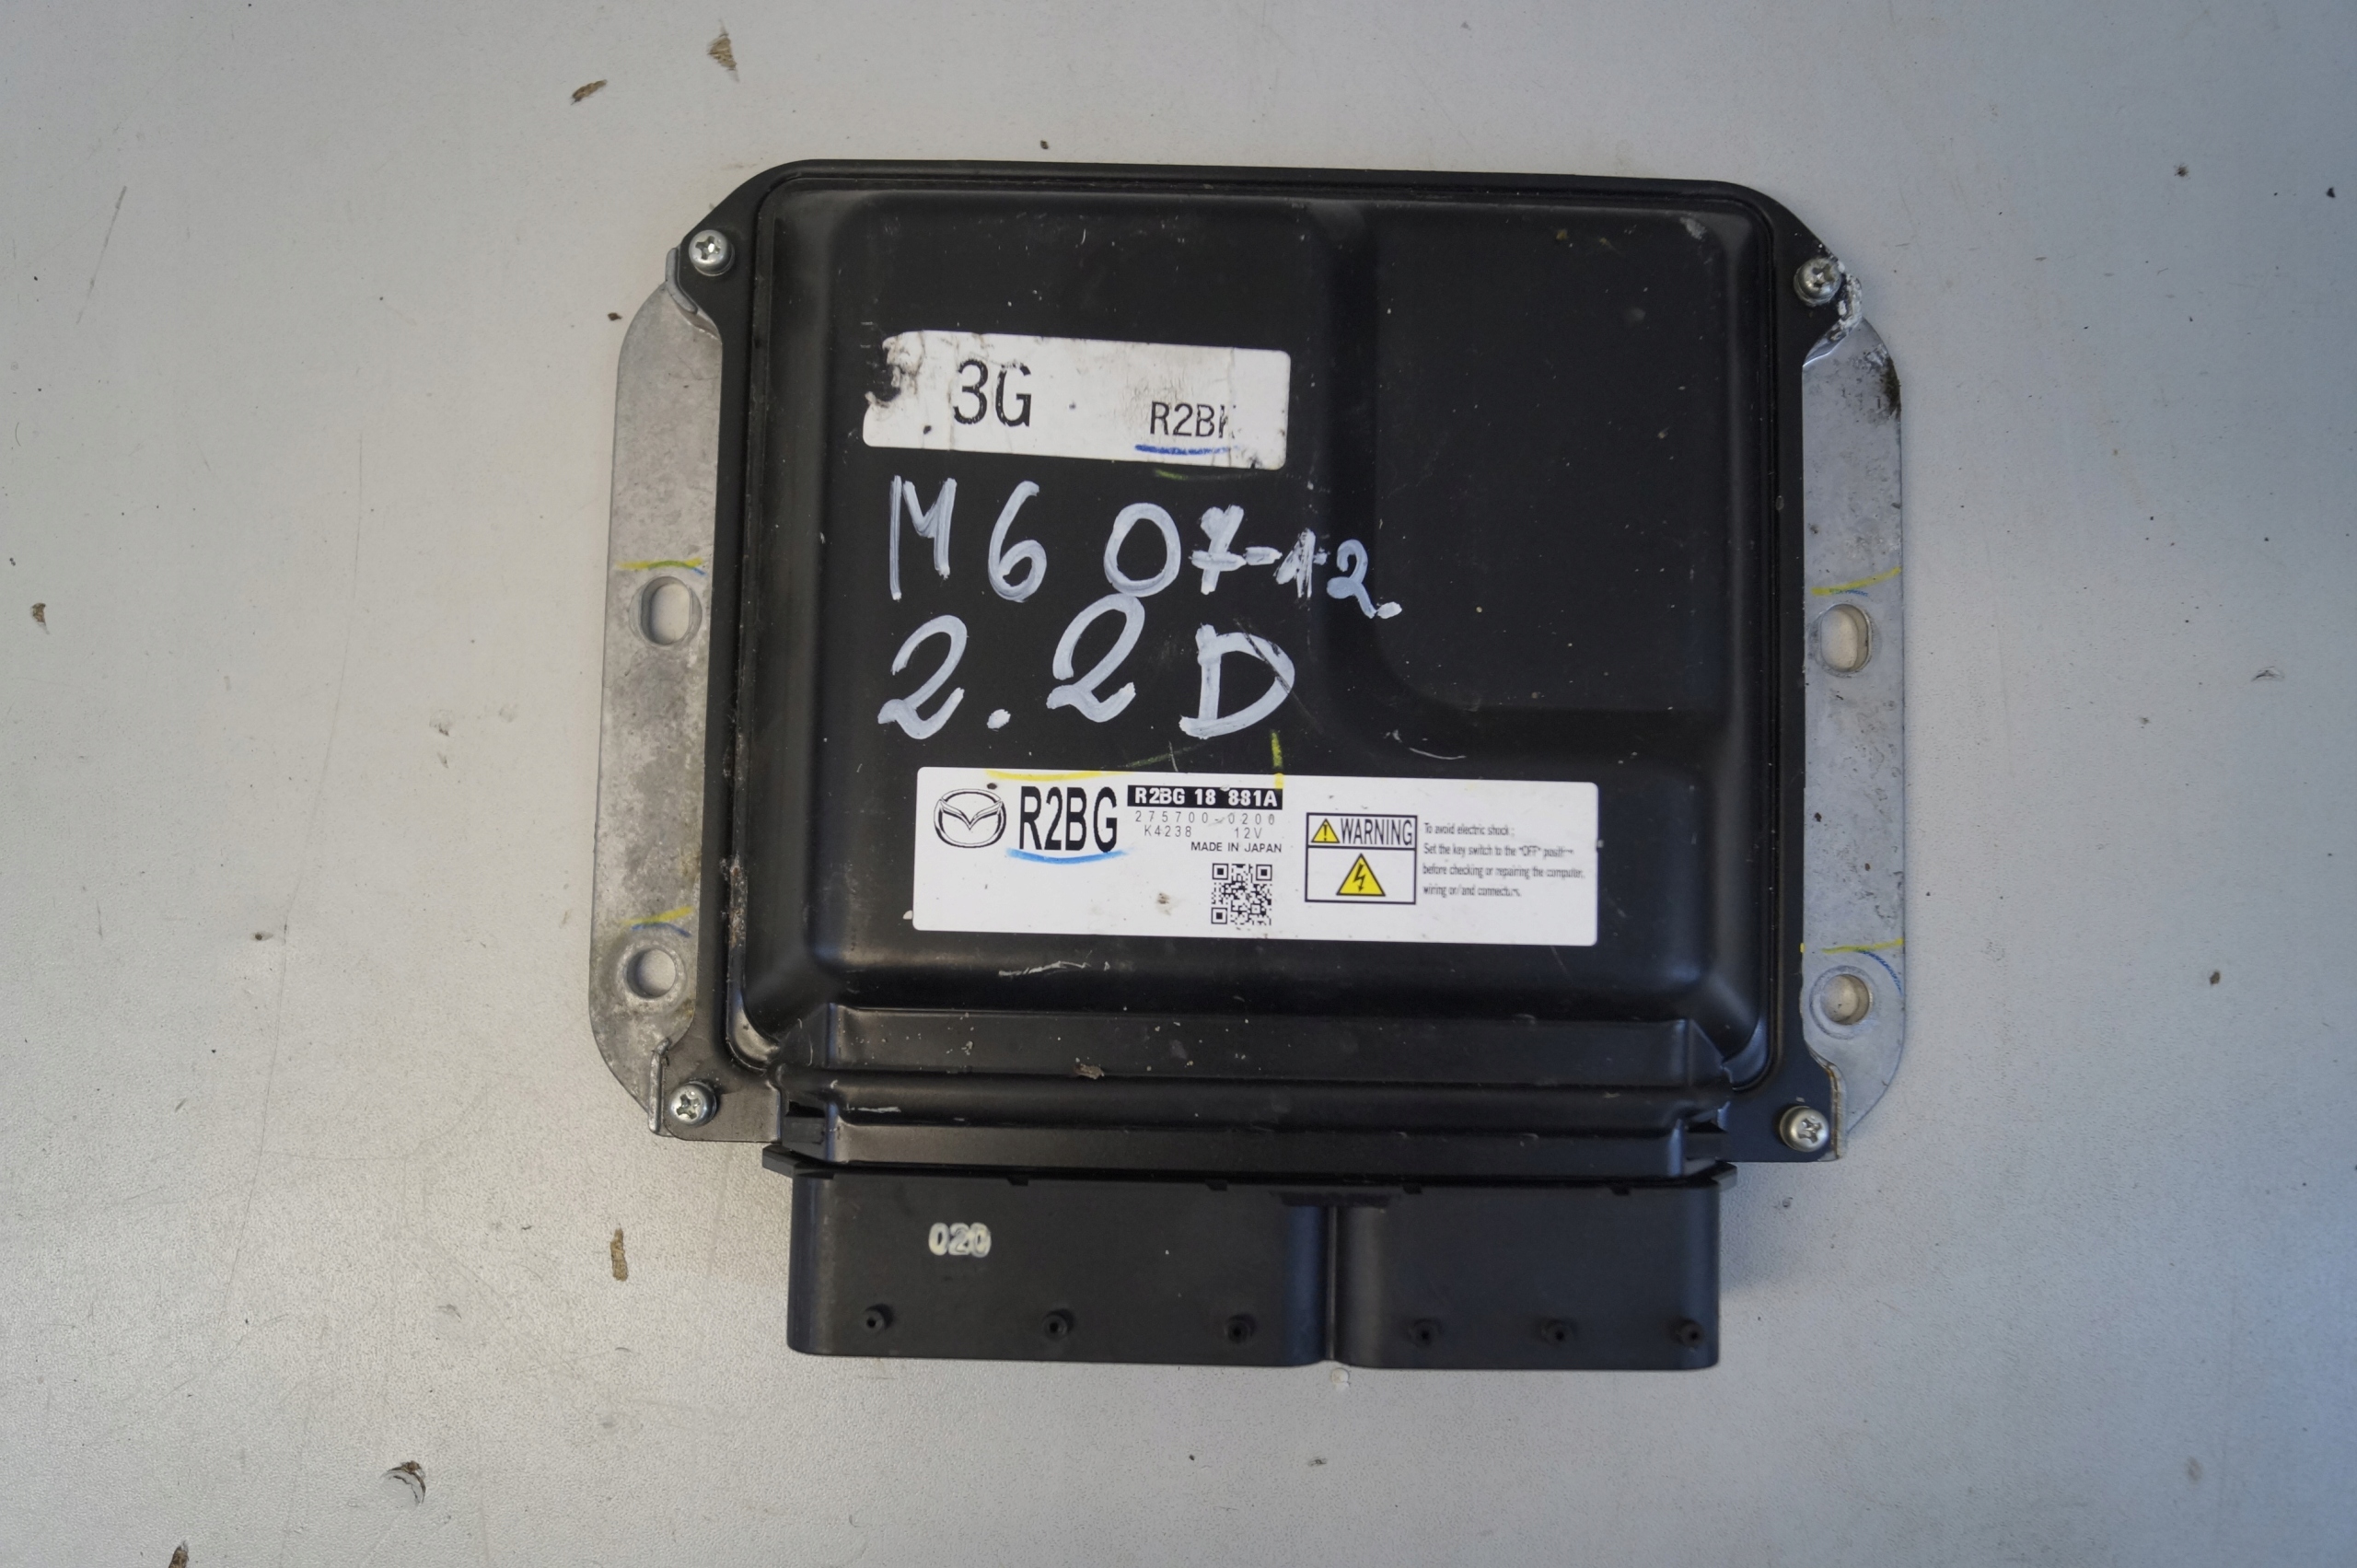 3G R2BK
M6 07-12.
2.2D
R2BG
R2BG 18 881A
275700-0200
K4238 12V
MADE IN JAPAN
WARNING
To avoid electric shock ;
Set the key switch to the "OFF" position
before checking or repairing the computer,
wiring or/and connectors.
020